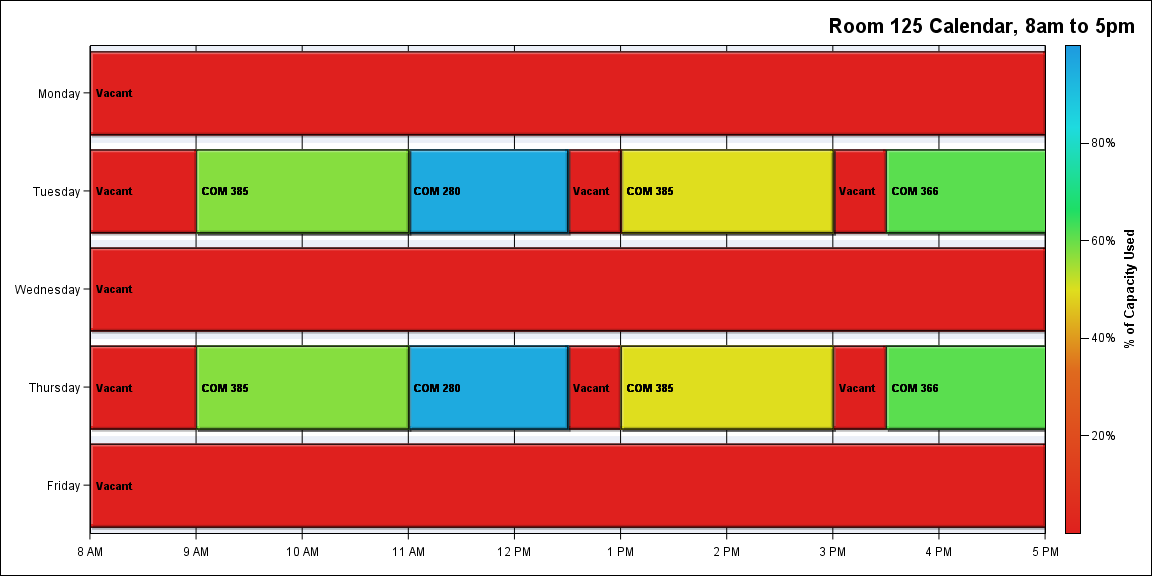 Room 125 Calendar, 8am to 5pm
Monday
Vacant
Tuesday
Vacant
COM 385
COM 280
Vacant
COM 385
Vacant
COM 366
Wednesday
Vacant
Thursday
Vacant
COM 385
COM 280
Vacant
COM 385
Vacant
COM 366
Friday
Vacant
8 AM
9 AM
10 AM
11 AM
12 PM
1 PM
2 PM
3 PM
4 PM
5 PM
80%
60%
40%
20%
% of Capacity Used